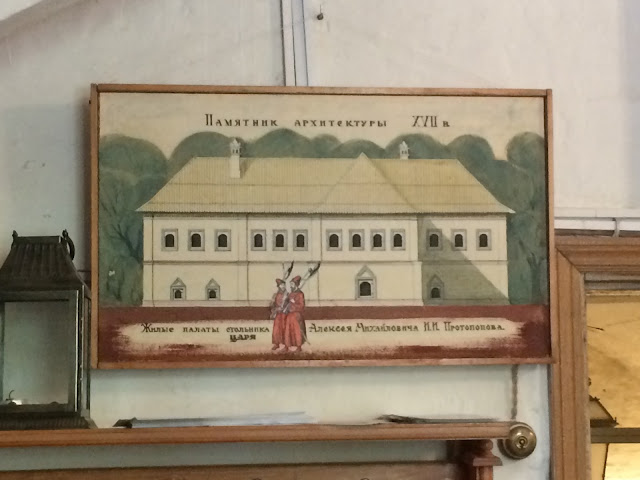 Памятник архитектуры XVII в
Жилые палаты стольника Алексея Михайловича И.И. Протопопова.
царя